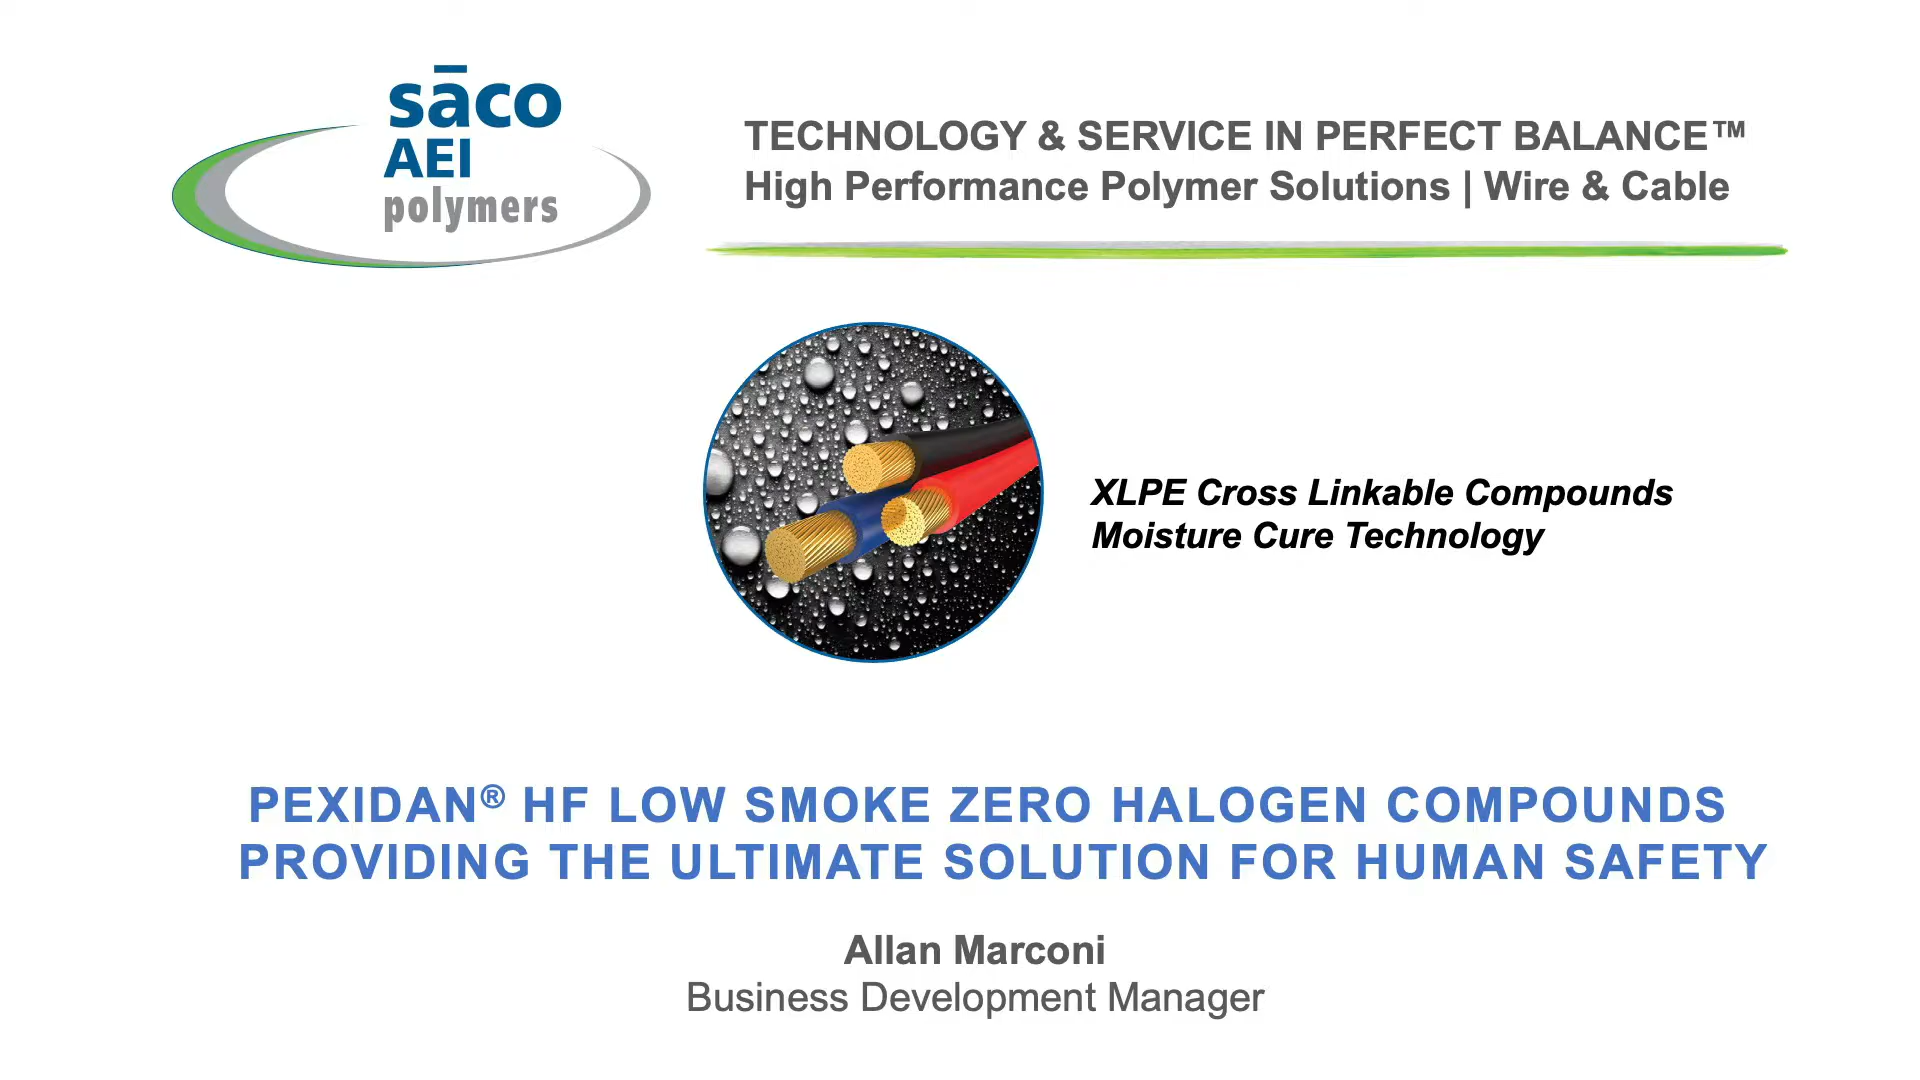 sāco
AEI
polymers
TECHNOLOGY & SERVICE IN PERFECT BALANCE™
High Performance Polymer Solutions | Wire & Cable
XLPE Cross Linkable Compounds
Moisture Cure Technology
PEXIDAN® HF LOW SMOKE ZERO HALOGEN COMPOUNDS
PROVIDING THE ULTIMATE SOLUTION FOR HUMAN SAFETY
Allan Marconi
Business Development Manager